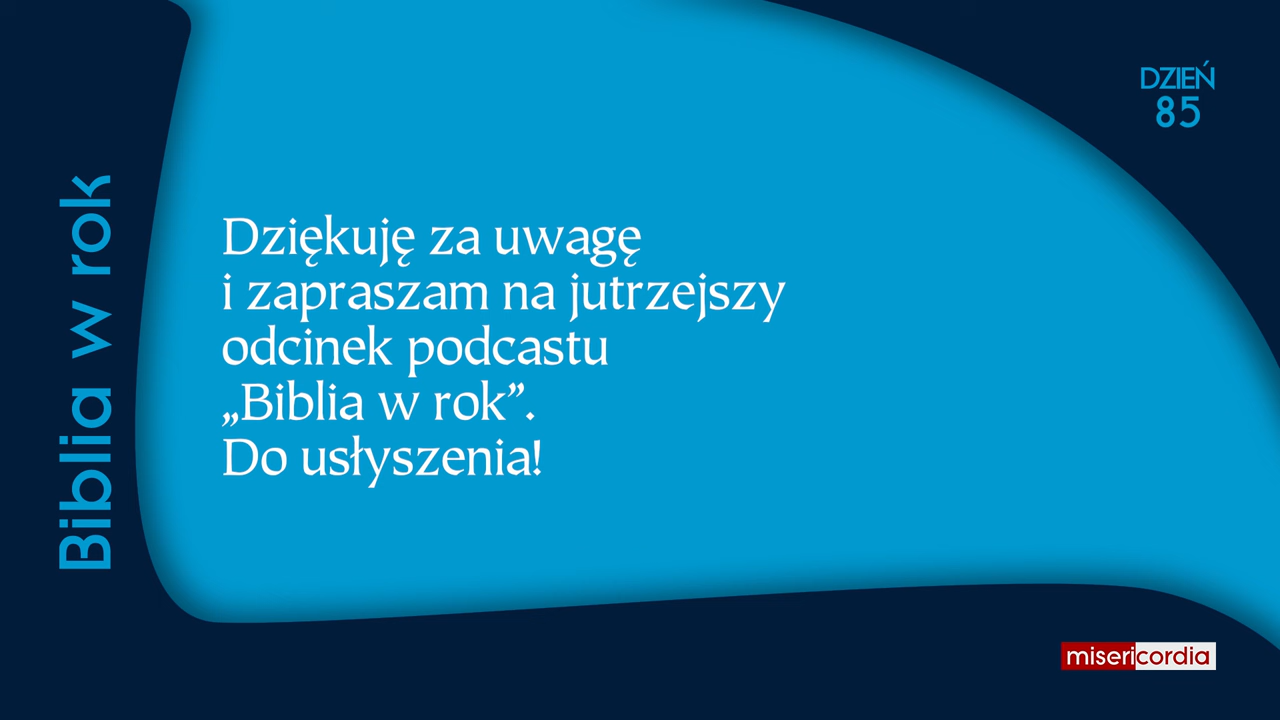 Biblia w rok
DZIEŃ
85
Dziękuję za uwagę
i zapraszam na jutrzejszy
odcinek podcastu
„Biblia w rok”.
Do usłyszenia!
misericordia